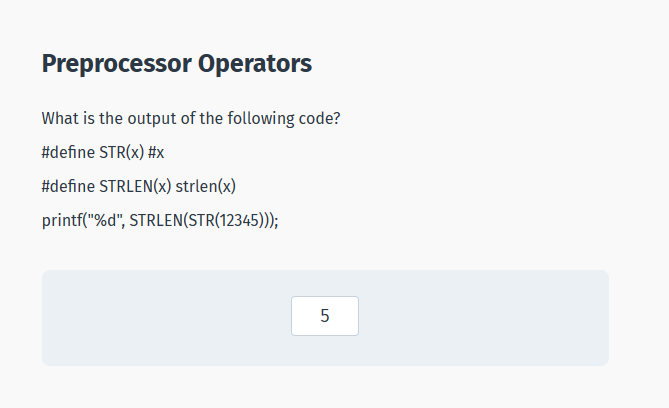 Preprocessor Operators
What is the output of the following code?
#define STR(x) #x
#define STRLEN(x) strlen(x)
printf("%d", STRLEN(STR(12345)));
5